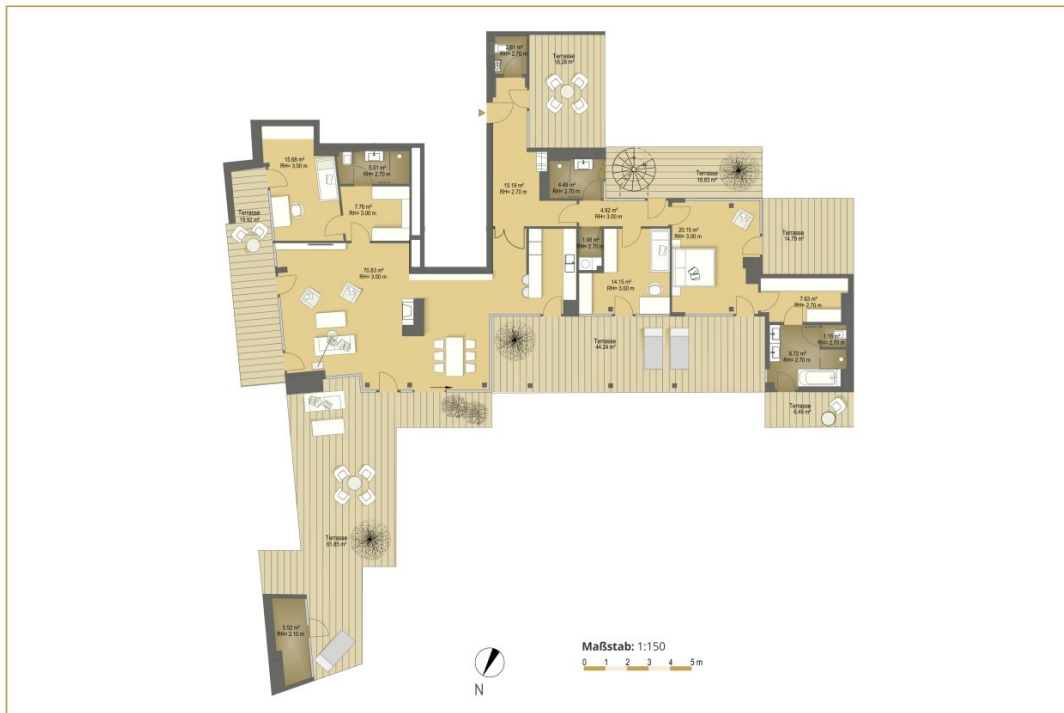 RH= 2.70 m
Terrasse
15.68 m²
RH= 3.00 m
5.01 m²
RH= 2.70 m
7.76 m²
RH= 3.00 m
15.19 m²
RH= 2.70 m
4.49 m²
RH= 2.70 m
Terrasse
16.83 m²
Terrasse
18.92 m²
4.92 m²
RH= 3.00 m
20.15 m²
RH= 3.00 m
Terrasse
14.79 m²
1.98 m²
RH= 2.70 m
70.83 m²
RH= 3.00 m
14.15 m²
RH= 3.00 m
7.63 m²
RH= 2.70 m
1.16 m²
RH= 2.70 m
Terrasse
44.24 m²
8.72 m²
RH= 2.70 m
Terrasse
6.49 m²
Terrasse
61.85 m²
5.52 m²
RH= 2.10 m
N
Maßstab: 1:150
0 1 2 3 4 5 m